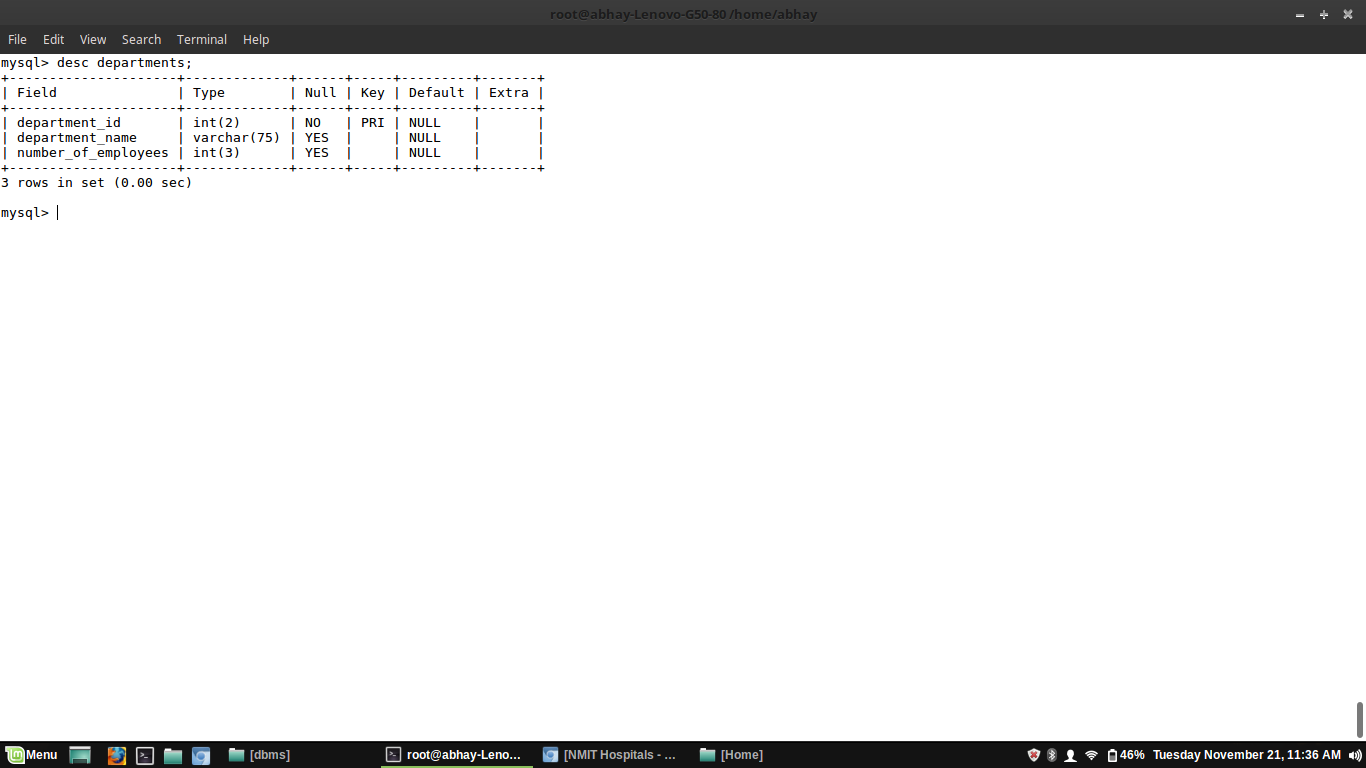 root@abhay-Lenovo-G50-80 /home/abhay
File Edit View Search Terminal Help
mysql> desc departments;
+---------------------+-------------+------+-----+---------+-------+
| Field               | Type        | Null | Key | Default | Extra |
+---------------------+-------------+------+-----+---------+-------+
| department_id       | int(2)      | NO   | PRI | NULL    |       |
| department_name     | varchar(75) | YES  |     | NULL    |       |
| number_of_employees | int(3)      | YES  |     | NULL    |       |
+---------------------+-------------+------+-----+---------+-------+
3 rows in set (0.00 sec)
mysql>
Menu [dbms] root@abhay-Leno... [NMIT Hospitals - ... [Home] 46% Tuesday November 21, 11:36 AM